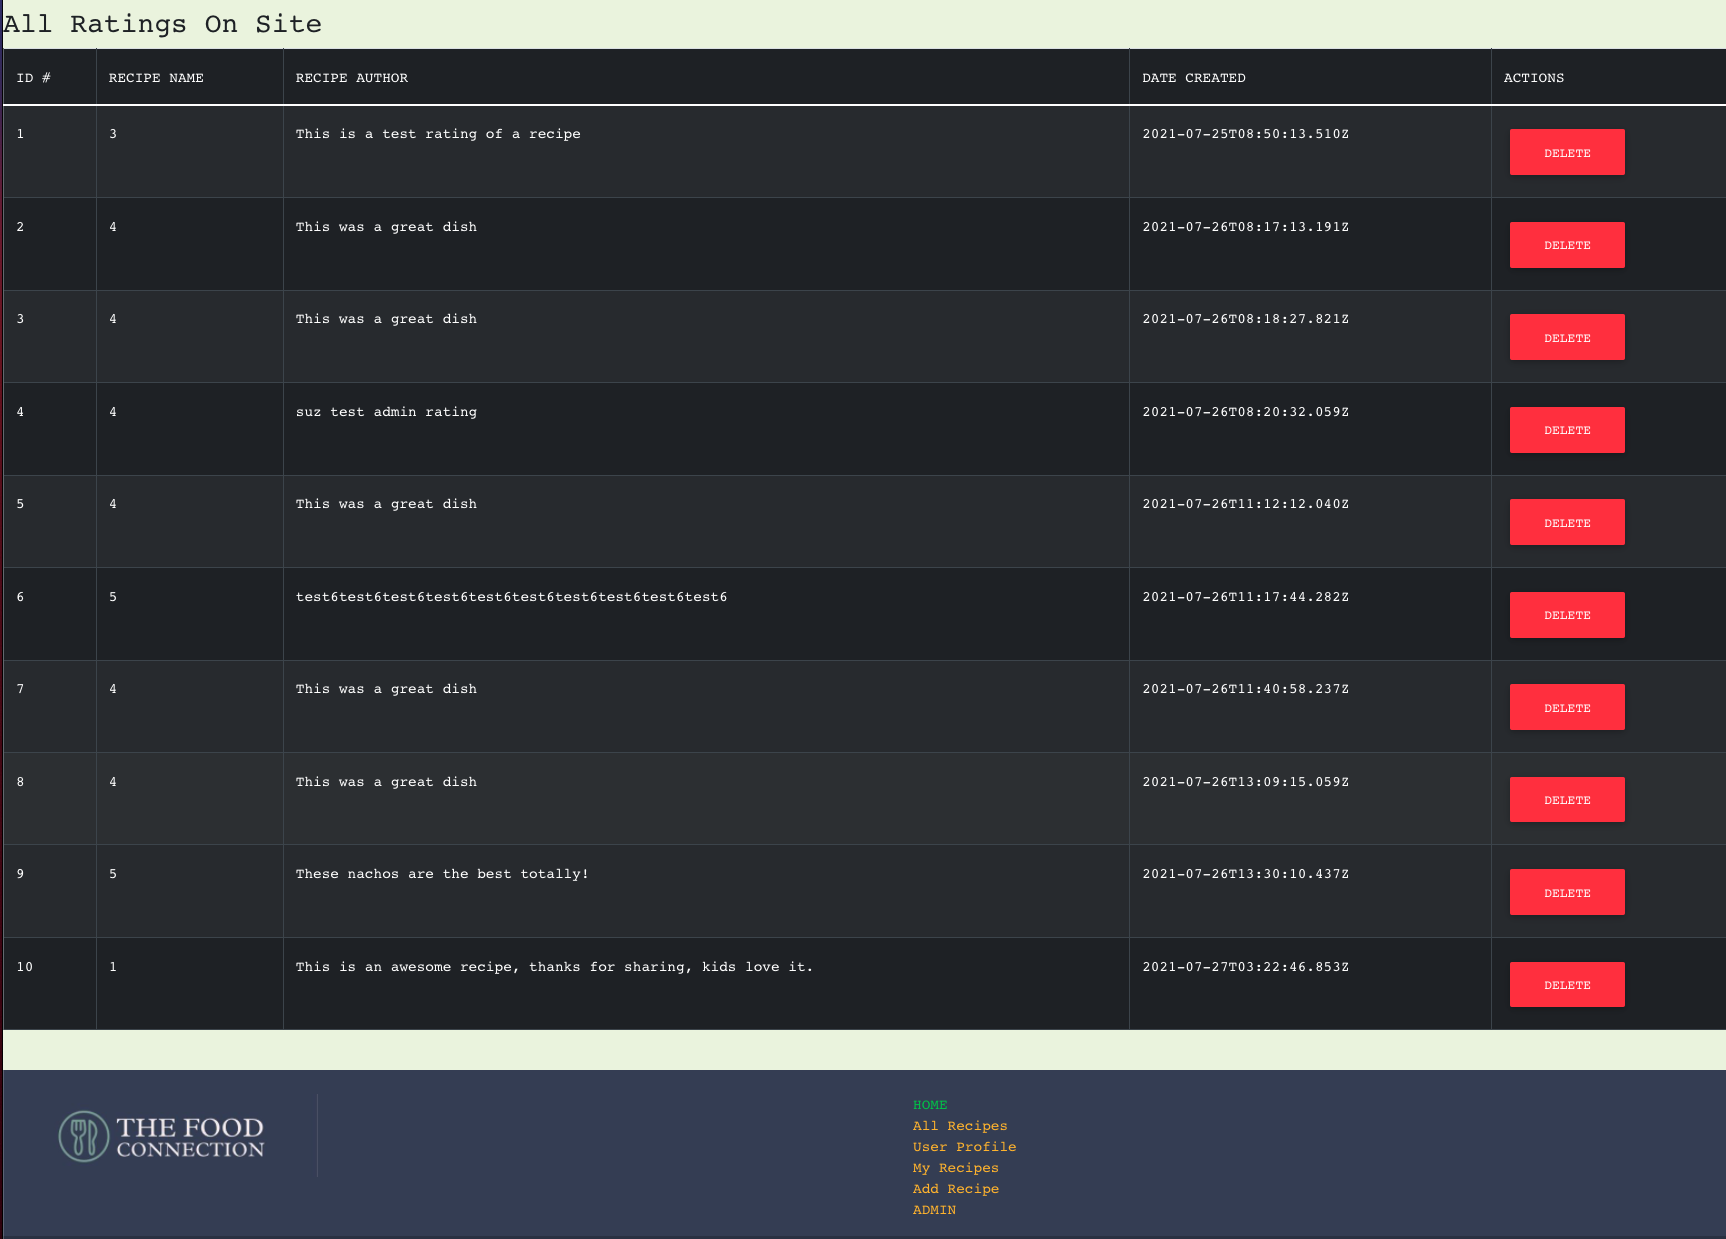 All Ratings On Site
ID # RECIPE NAME RECIPE AUTHOR DATE CREATED ACTIONS
1 3 This is a test rating of a recipe 2021-07-25T08:50:13.510Z DELETE
2 4 This was a great dish 2021-07-26T08:17:13.191Z DELETE
3 4 This was a great dish 2021-07-26T08:18:27.821Z DELETE
4 4 suz test admin rating 2021-07-26T08:20:32.059Z DELETE
5 4 This was a great dish 2021-07-26T11:12:12.040Z DELETE
6 5 test6test6test6test6test6test6test6test6test6test6 2021-07-26T11:17:44.282Z DELETE
7 4 This was a great dish 2021-07-26T11:40:58.237Z DELETE
8 4 This was a great dish 2021-07-26T13:09:15.059Z DELETE
9 5 These nachos are the best totally! 2021-07-26T13:30:10.437Z DELETE
10 1 This is an awesome recipe, thanks for sharing, kids love it. 2021-07-27T03:22:46.853Z DELETE
THE FOOD
CONNECTION
HOME
All Recipes
User Profile
My Recipes
Add Recipe
ADMIN